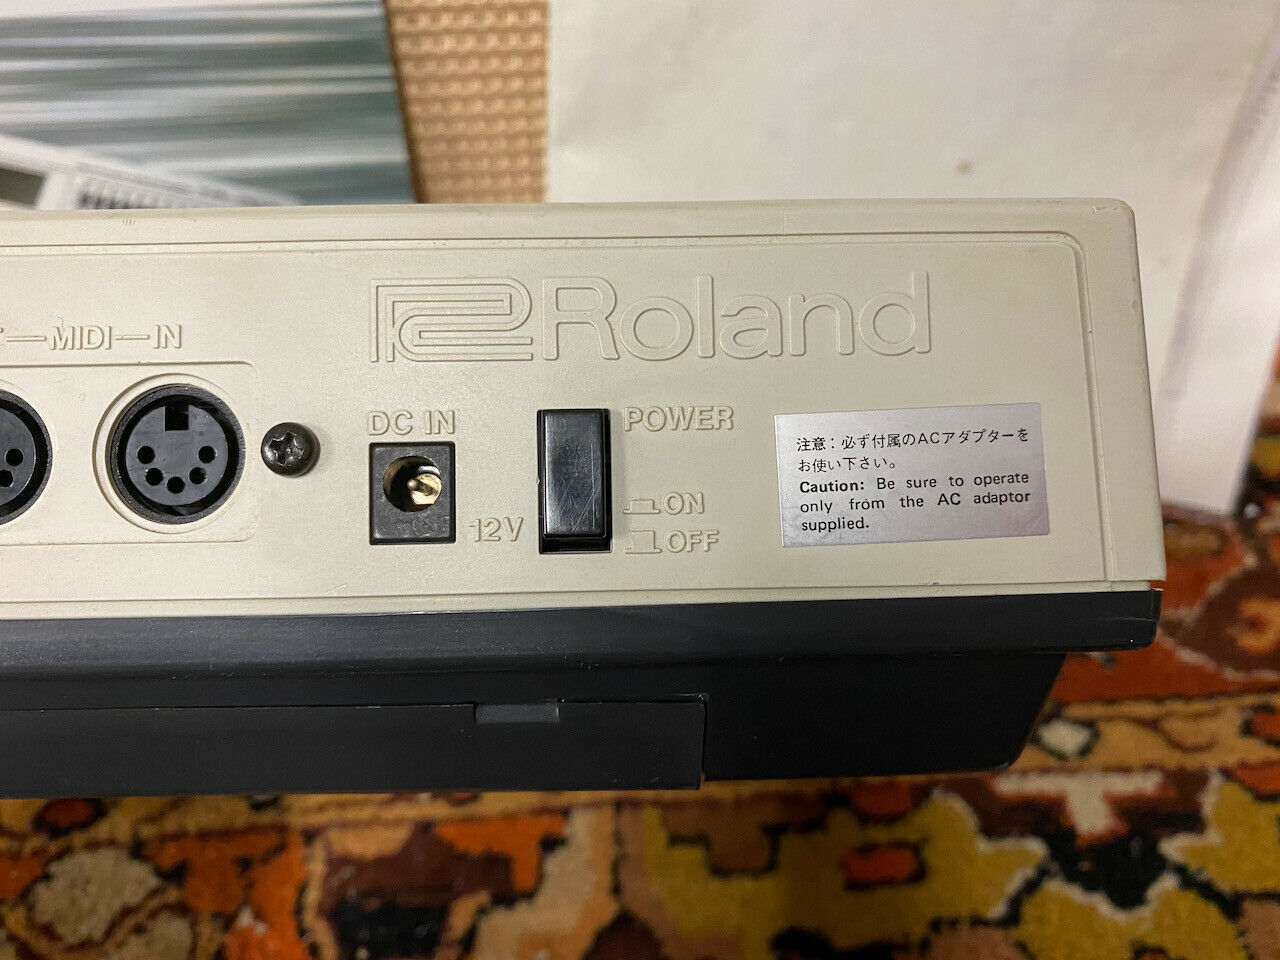 MIDI IN
Roland
DC IN
12V
POWER
ON
OFF
注意：必ず付属のACアダプターを
お使い下さい。
Caution: Be sure to operate
only from the AC adaptor
supplied.